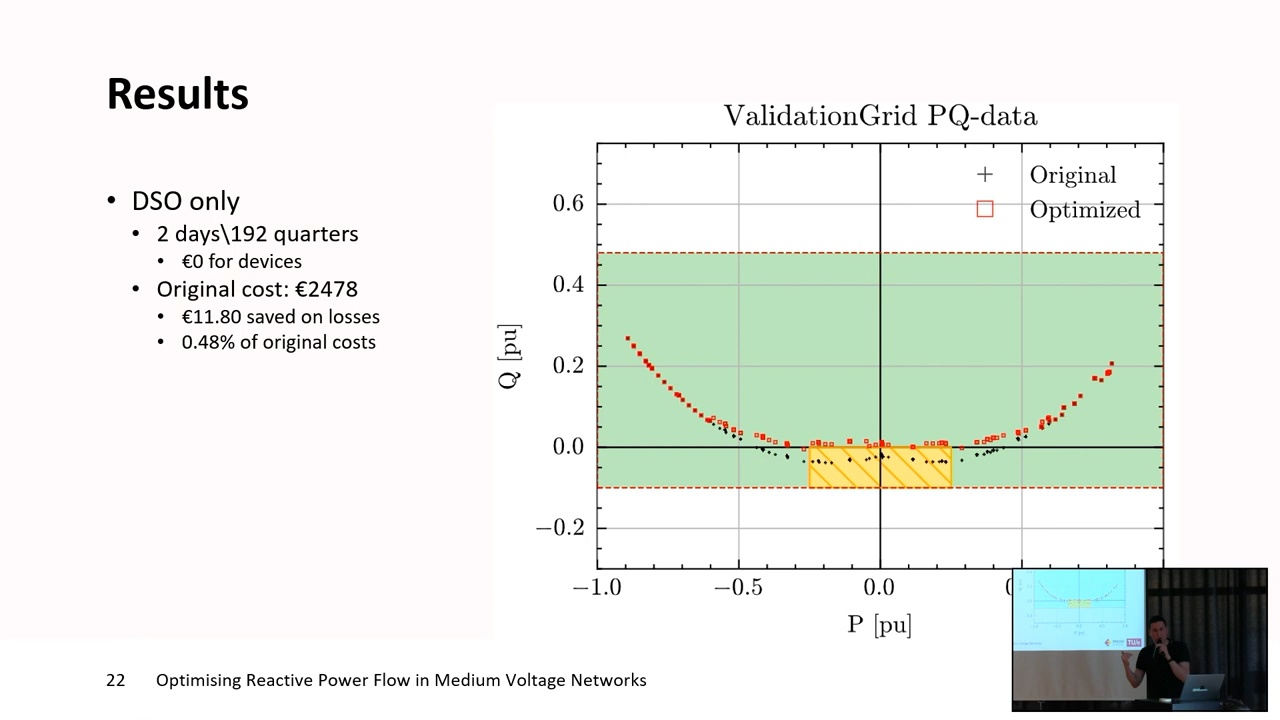 Results
• DSO only
• 2 days\192 quarters
• €0 for devices
• Original cost: €2478
• €11.80 saved on losses
• 0.48% of original costs
ValidationGrid PQ-data
+ Original
□ Optimized
Q [pu]
0.6
0.4
0.2
0.0
−0.2
−1.0 −0.5 0.0
P [pu]
22 Optimising Reactive Power Flow in Medium Voltage Networks